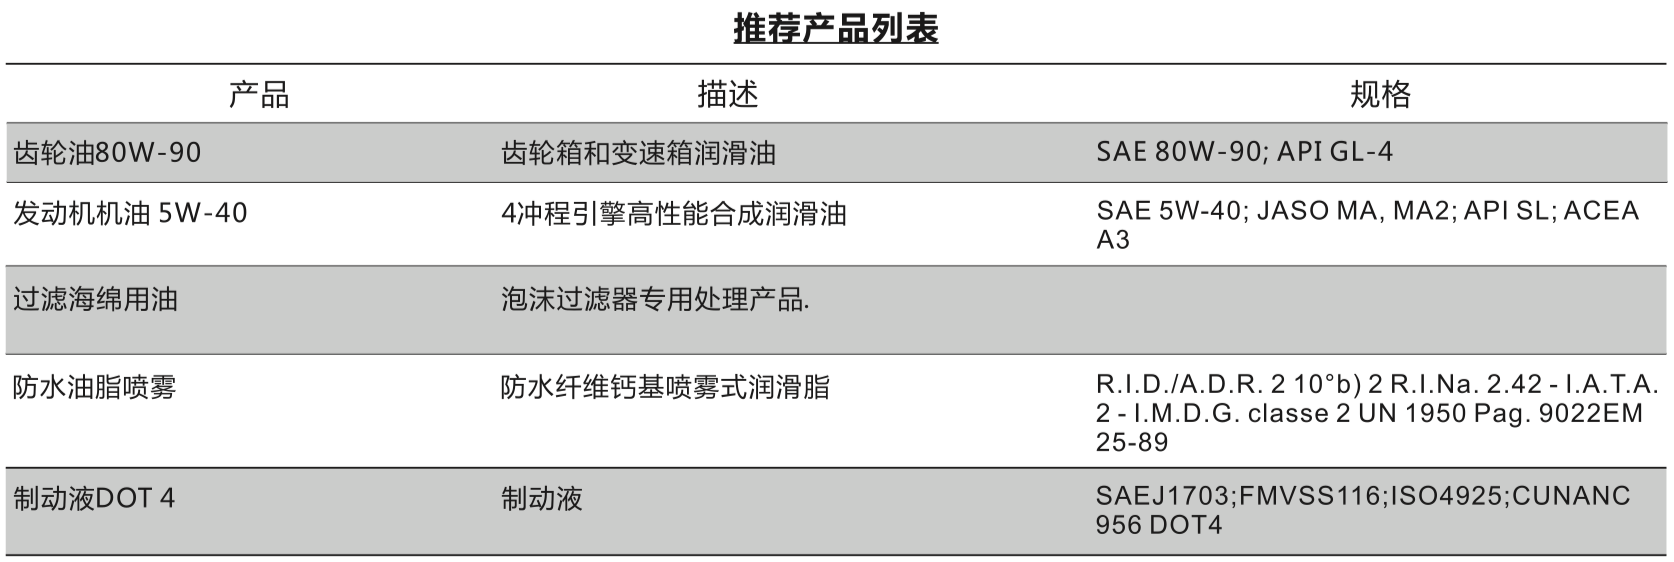 推荐产品列表
产品 描述 规格
齿轮油80W-90 齿轮箱和变速箱润滑油 SAE 80W-90; API GL-4
发动机机油 5W-40 4冲程引擎高性能合成润滑油 SAE 5W-40; JASO MA, MA2; API SL; ACEA
A3
过滤海绵用油 泡沫过滤器专用处理产品.
防水油脂喷雾 防水纤维钙基喷雾式润滑脂 R.I.D./A.D.R. 2 10°b) 2 R.I.Na. 2.42 - I.A.T.A.
2 - I.M.D.G. classe 2 UN 1950 Pag. 9022EM
25-89
制动液DOT 4 制动液 SAEJ1703;FMVSS116;ISO4925;CUNANC
956 DOT4